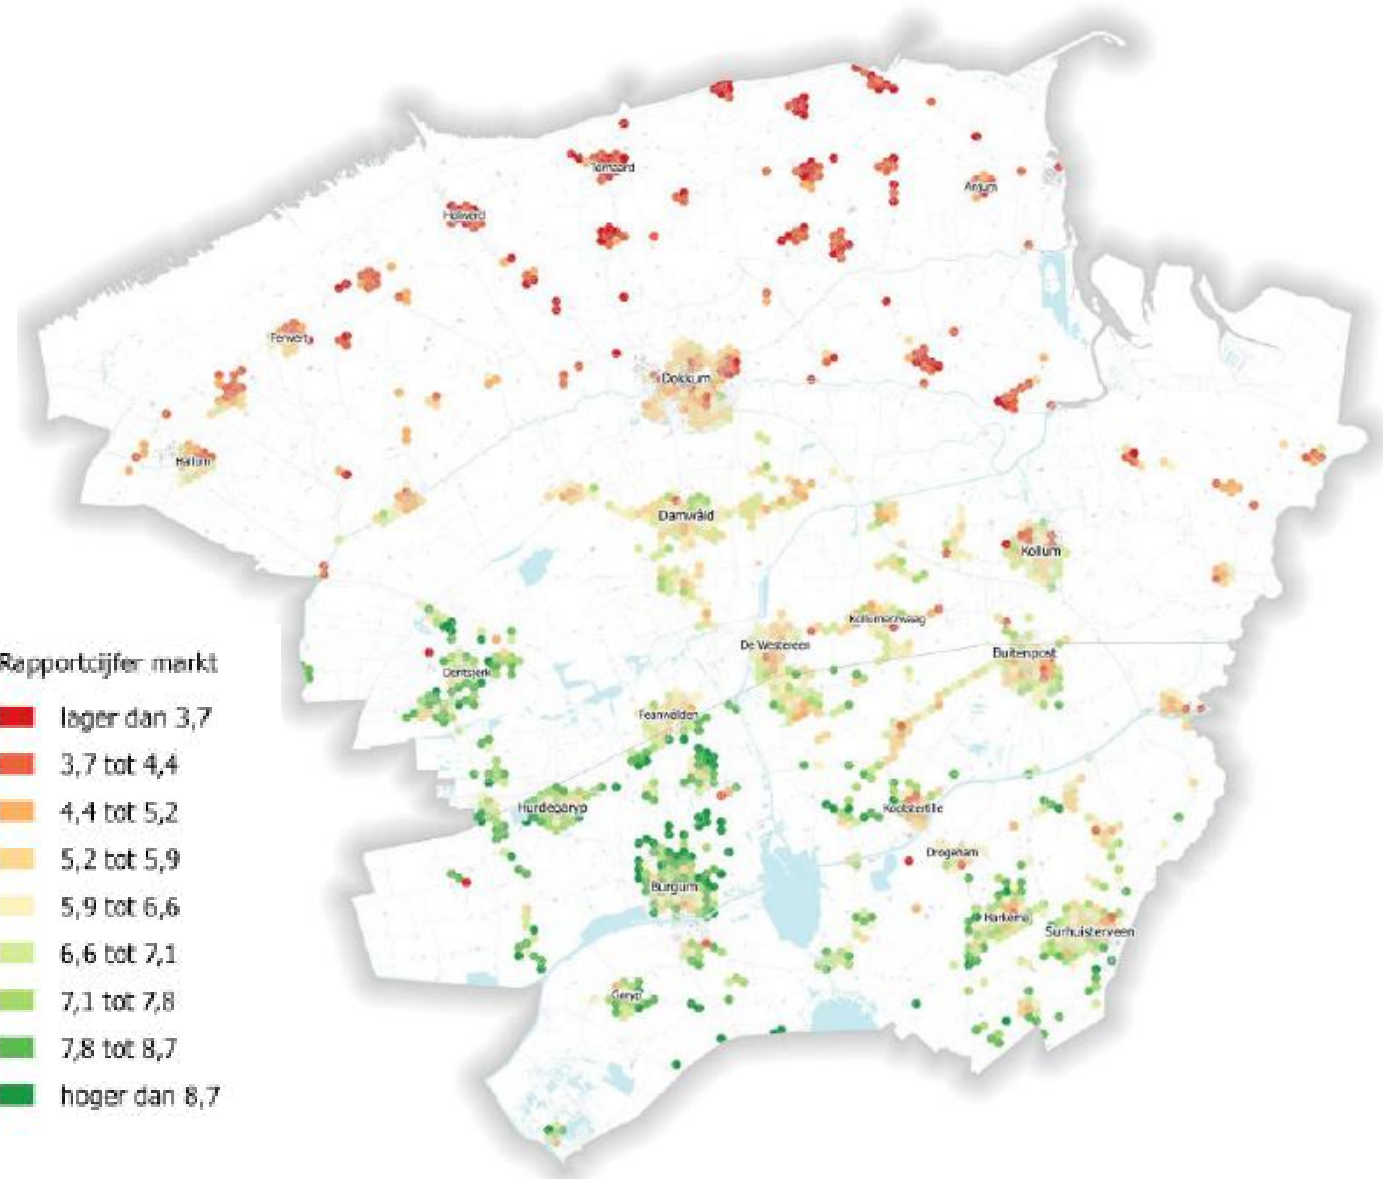 Ternaard
Holwerd
Anjum
Ferwert
Dokkum
Hallum
Damwâld
Kollum
Kollumerzwaag
De Westereen
Buitenpost
Rapportcijfer markt
Oentsjerk
lager dan 3,7
Feanwâlden
3,7 tot 4,4
4,4 tot 5,2
Hurdegaryp
Kootstertille
5,2 tot 5,9
Drogeham
Burgum
5,9 tot 6,6
Harkema
Surhuisterveen
6,6 tot 7,1
Garyp
7,1 tot 7,8
7,8 tot 8,7
hoger dan 8,7